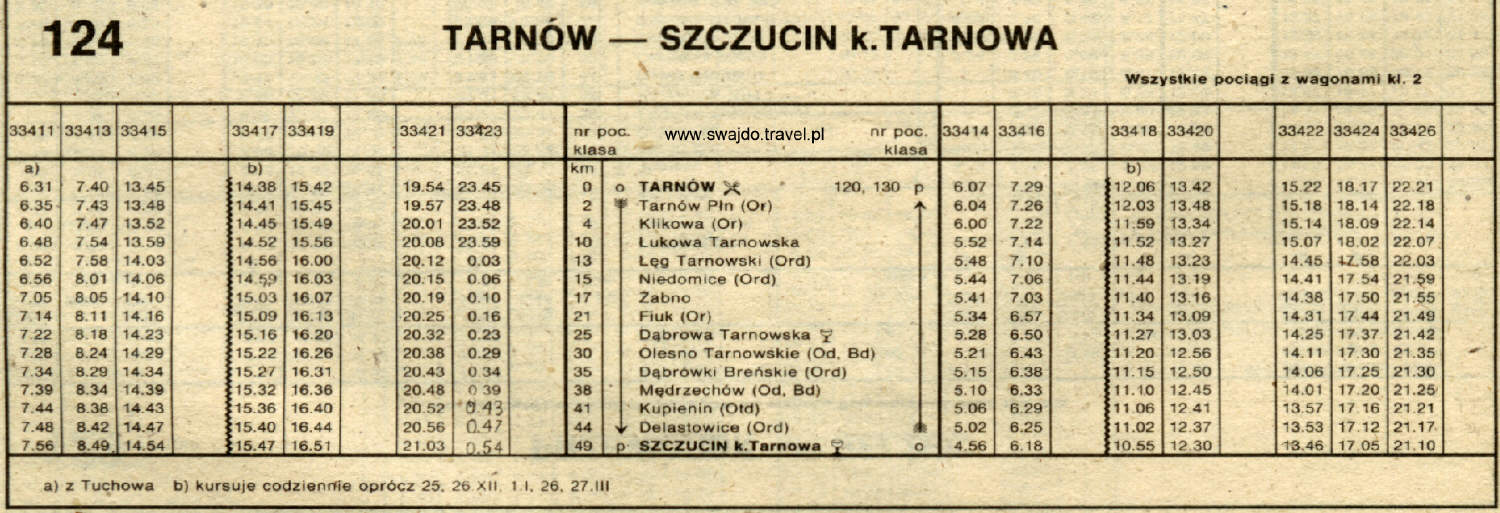 124 TARNÓW — SZCZUCIN k.TARNOWA
Wszystkie pociągi z wagonami kl. 2
33411 33413 33415 33417 33419 33421 33423 nr poc. www.swajdo.travel.pl nr poc. 33414 33416 33418 33420 33422 33424 33426
klasa klasa
a) b) km b)
6.31 7.40 13.45 14.38 15.42 19.54 23.45 0 o TARNÓW 120, 130 p 6.07 7.29 12.06 13.42 15.22 18.17 22.21
6.35 7.43 13.48 14.41 15.45 19.57 23.48 2 Tarnów Płn (Or) 6.04 7.26 12.03 13.48 15.18 18.14 22.18
6.40 7.47 13.52 14.45 15.49 20.01 23.52 4 Klikowa (Or) 6.00 7.22 11.59 13.34 15.14 18.09 22.14
6.48 7.54 13.59 14.52 15.56 20.08 23.59 10 Łukowa Tarnowska 5.52 7.14 11.52 13.27 15.07 18.02 22.07
6.52 7.58 14.03 14.56 16.00 20.12 0.03 13 Łęg Tarnowski (Ord) 5.48 7.10 11.48 13.23 14.45 17.58 22.03
6.56 8.01 14.06 14.59 16.03 20.15 0.06 15 Niedomice (Ord) 5.44 7.06 11.44 13.19 14.41 17.54 21.59
7.05 8.05 14.10 15.03 16.07 20.19 0.10 17 Żabno 5.41 7.03 11.40 13.16 14.38 17.50 21.55
7.14 8.11 14.16 15.09 16.13 20.25 0.16 21 Fiuk (Or) 5.34 6.57 11.34 13.09 14.31 17.44 21.49
7.22 8.18 14.23 15.16 16.20 20.32 0.23 25 Dąbrowa Tarnowska 5.28 6.50 11.27 13.03 14.25 17.37 21.42
7.28 8.24 14.29 15.22 16.26 20.38 0.29 30 Olesno Tarnowskie (Od, Bd) 5.21 6.43 11.20 12.56 14.11 17.30 21.35
7.34 8.29 14.34 15.27 16.31 20.43 0.34 35 Dąbrówki Breńskie (Ord) 5.15 6.38 11.15 12.50 14.06 17.25 21.30
7.39 8.34 14.39 15.32 16.36 20.48 0.39 38 Mędrzechów (Od, Bd) 5.10 6.33 11.10 12.45 14.01 17.20 21.25
7.44 8.38 14.43 15.36 16.40 20.52 0.43 41 Kupienin (Otd) 5.06 6.29 11.06 12.41 13.57 17.16 21.21
7.48 8.42 14.47 15.40 16.44 20.56 0.47 44 Delastowice (Ord) 5.02 6.25 11.02 12.37 13.53 17.12 21.17
7.56 8.49 14.54 15.47 16.51 21.03 0.54 49 p SZCZUCIN k.Tarnowa o 4.56 6.18 10.55 12.30 13.46 17.05 21.10
a) z Tuchowa b) kursuje codziennie oprócz 25, 26.XII, 1.I, 26, 27.III